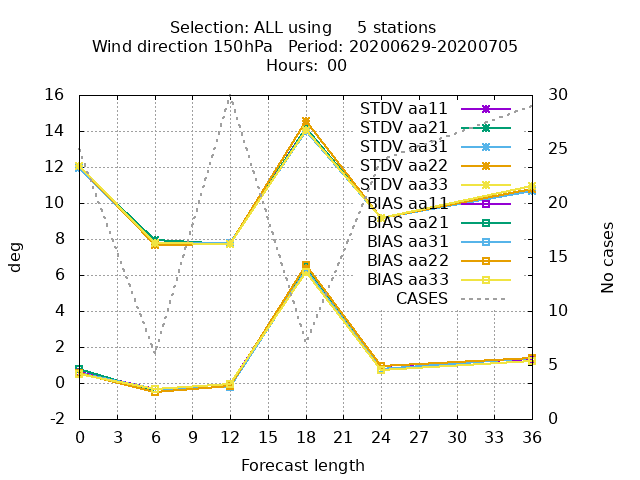 Selection: ALL using     5 stations
Wind direction 150hPa   Period: 20200629-20200705
Hours: 00
deg
No cases
16
14
12
10
8
6
4
2
0
-2
30
25
20
15
10
5
0
STDV aa11
STDV aa21
STDV aa31
STDV aa22
STDV aa33
BIAS aa11
BIAS aa21
BIAS aa31
BIAS aa22
BIAS aa33
CASES
0 3 6 9 12 15 18 21 24 27 30 33 36
Forecast length